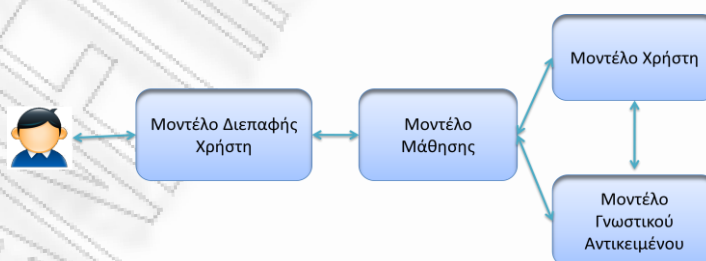 Μοντέλο Διεπαφής
Χρήστη
Μοντέλο
Μάθησης
Μοντέλο Χρήστη
Μοντέλο
Γνωστικού
Αντικειμένου